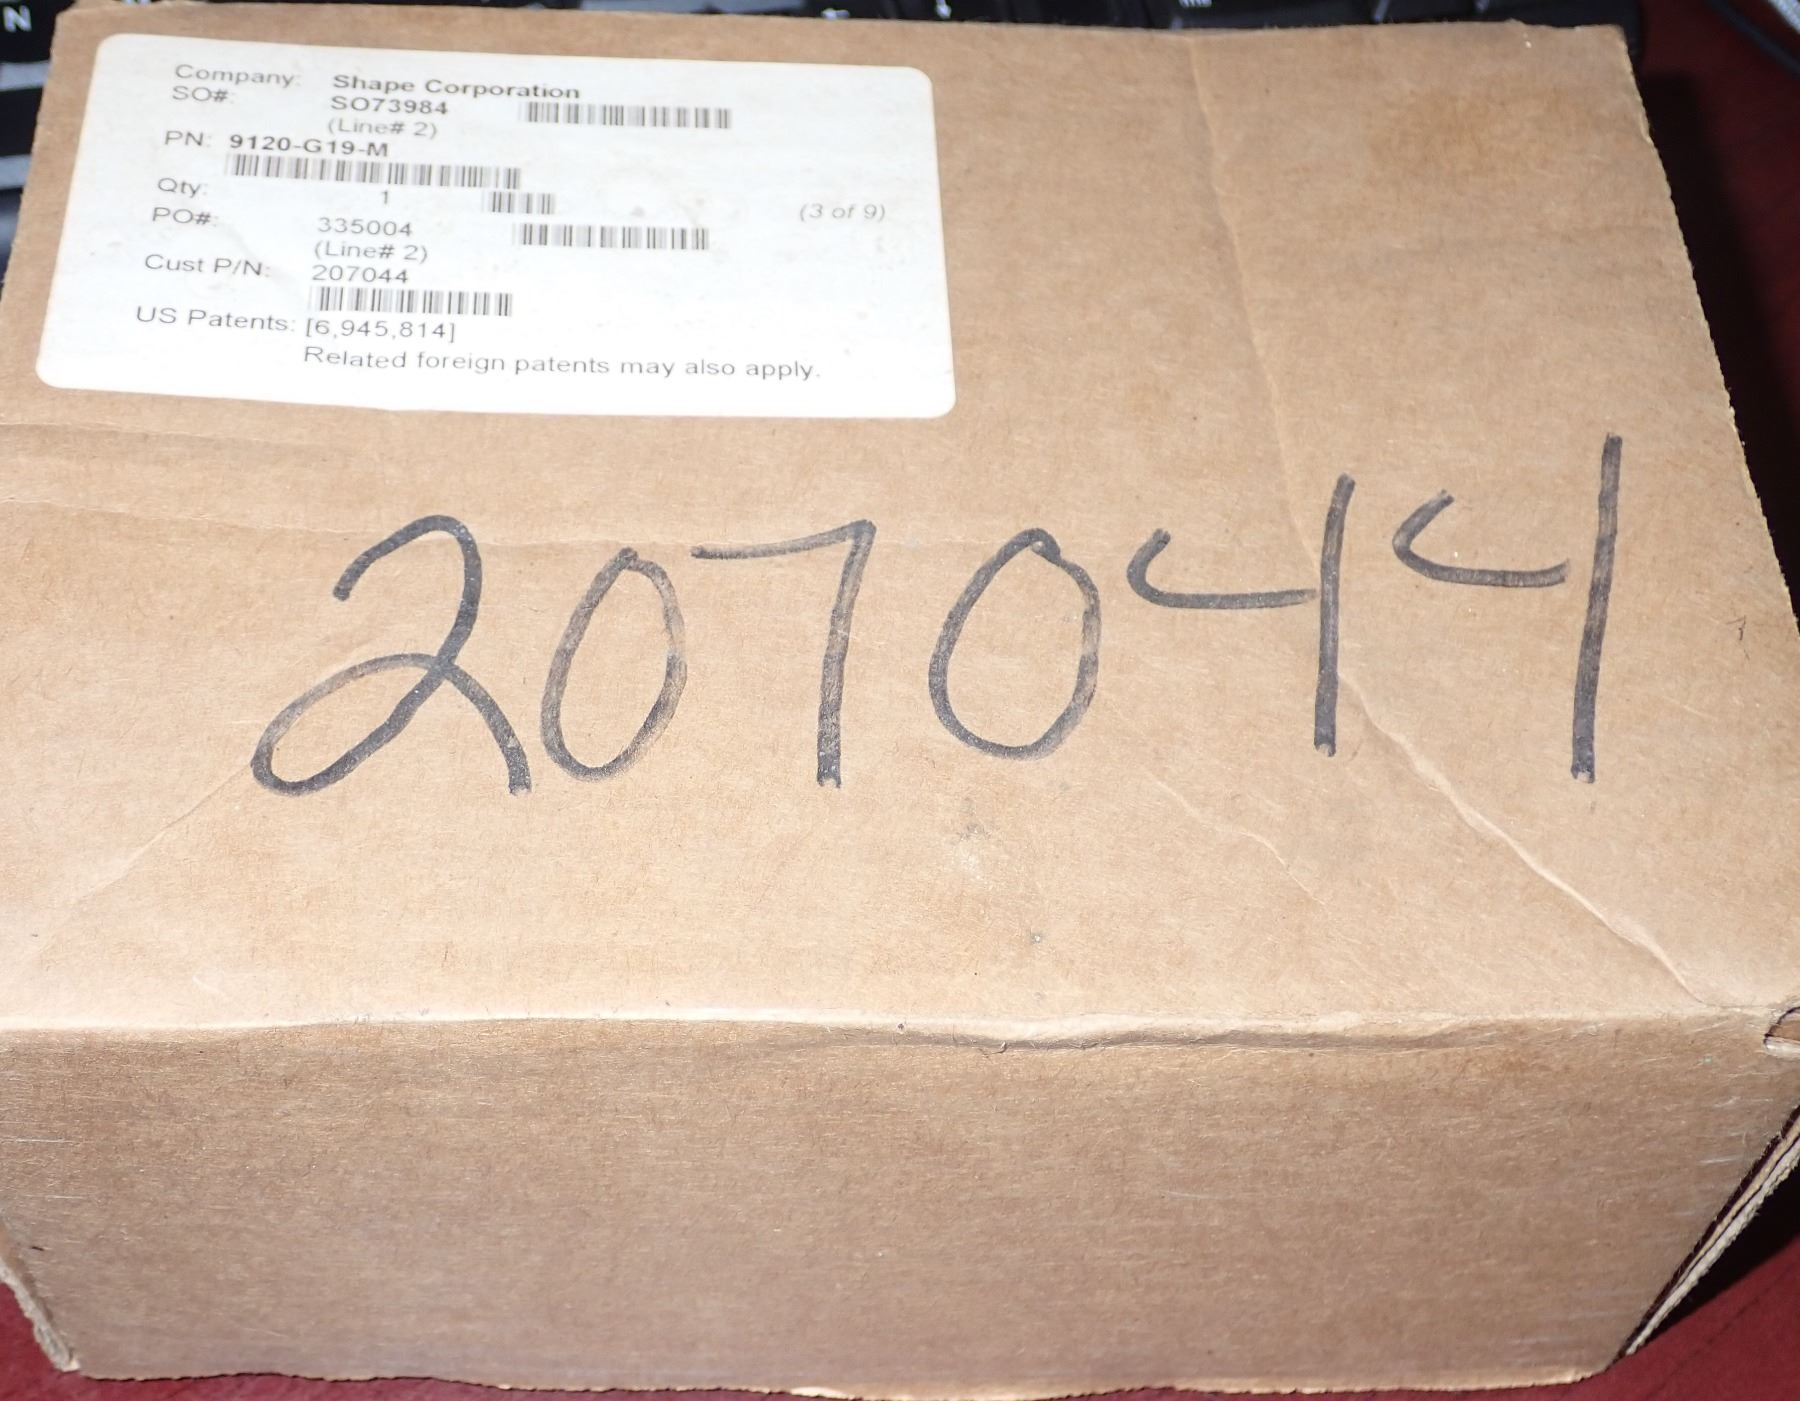 N
Company: Shape Corporation
SO#: SO73984
(Line# 2)
PN: 9120-G19-M
Qty: 1 (3 of 9)
PO#: 335004
(Line# 2)
Cust P/N: 207044
US Patents: [6,945,814]
Related foreign patents may also apply.
207044